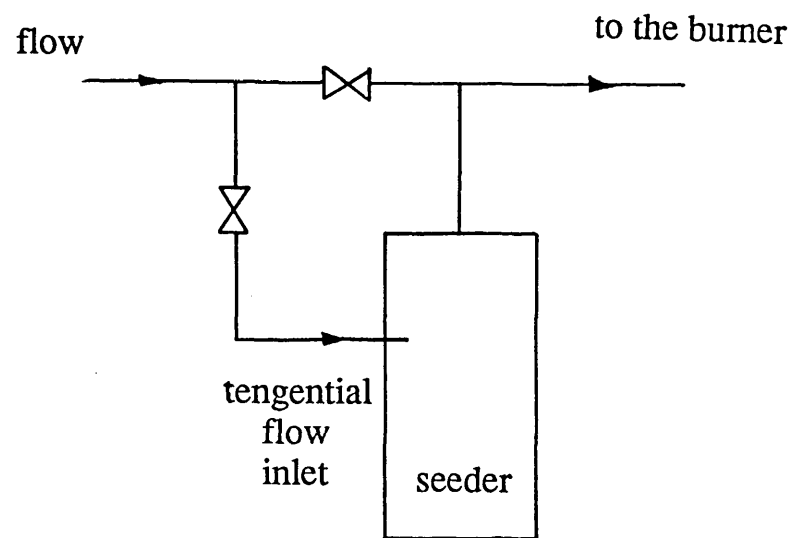 flow
to the burner
tengential
flow
inlet
seeder